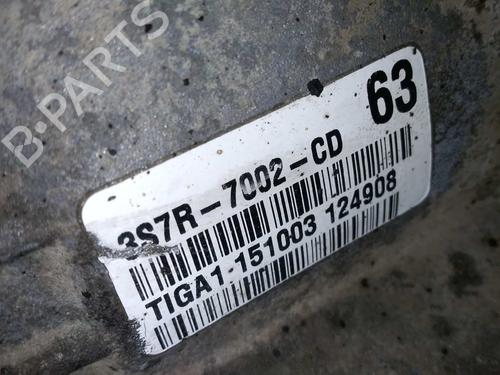 B-PARTS
63
3S7R-7002-CD
TIGA1 151003 124908